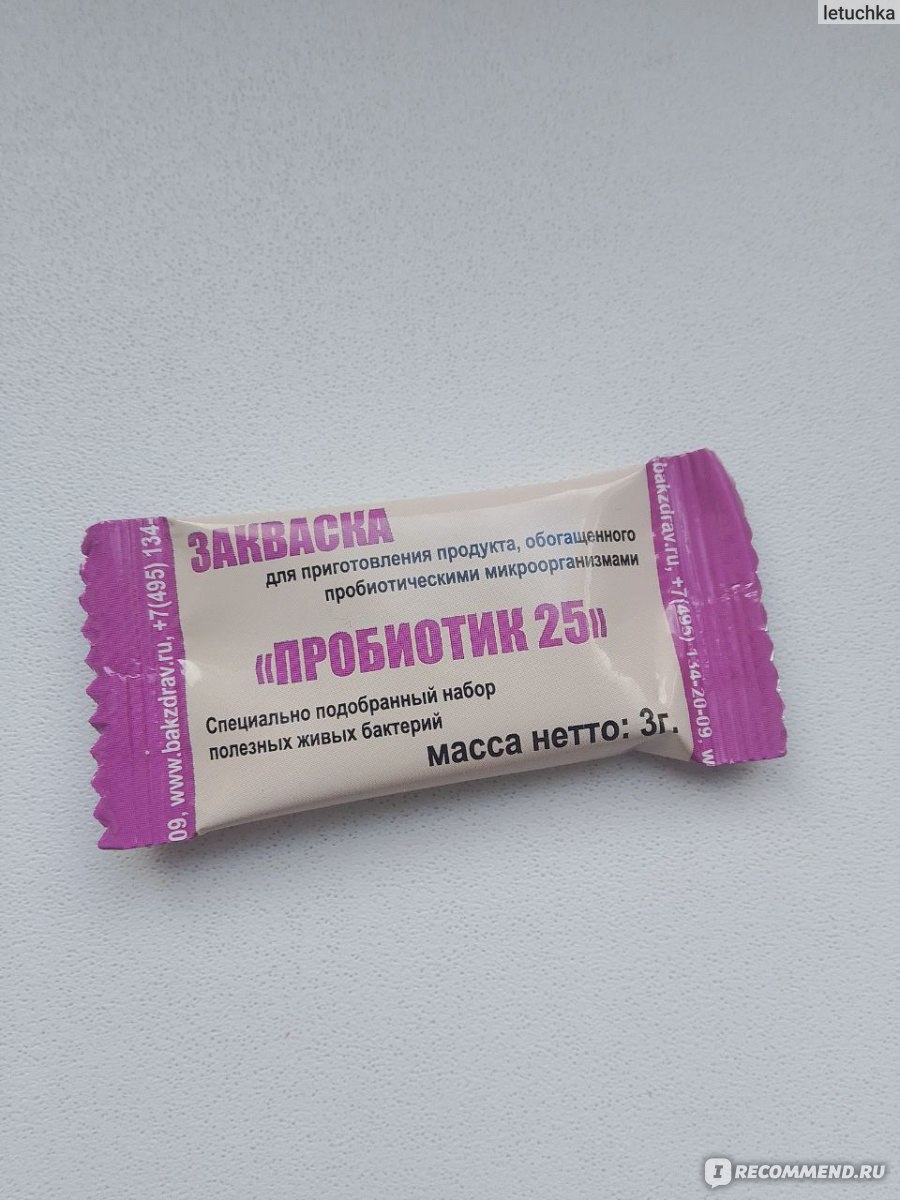 letuchka
ЗАКВАСКА
для приготовления продукта, обогащенного
пробиотическими микроорганизмами
«ПРОБИОТИК 25»
Специально подобранный набор
полезных живых бактерий
масса нетто: 3г.
09, www.bakzdrav.ru, +7(495) 134-
bakzdrav.ru, +7(495) 134-20-09, w
IRECOMMEND.RU